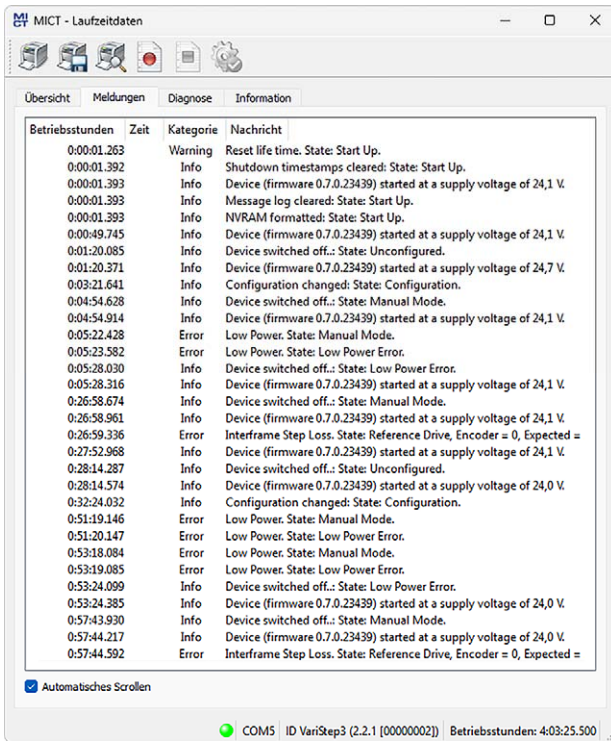 MICT - Laufzeitdaten
Übersicht Meldungen Diagnose Information
Betriebsstunden Zeit Kategorie Nachricht
0:00:01.263 Warning Reset life time. State: Start Up.
0:00:01.392 Info Shutdown timestamps cleared: State: Start Up.
0:00:01.393 Info Device (firmware 0.7.0.23439) started at a supply voltage of 24,1 V.
0:00:01.393 Info Message log cleared: State: Start Up.
0:00:01.393 Info NVRAM formatted: State: Start Up.
0:00:49.745 Info Device (firmware 0.7.0.23439) started at a supply voltage of 24,1 V.
0:01:20.085 Info Device switched off..: State: Unconfigured.
0:01:20.371 Info Device (firmware 0.7.0.23439) started at a supply voltage of 24,7 V.
0:03:21.641 Info Configuration changed: State: Configuration.
0:04:54.628 Info Device switched off..: State: Manual Mode.
0:04:54.914 Info Device (firmware 0.7.0.23439) started at a supply voltage of 24,1 V.
0:05:22.428 Error Low Power. State: Manual Mode.
0:05:23.582 Error Low Power. State: Low Power Error.
0:05:28.030 Info Device switched off..: State: Low Power Error.
0:05:28.316 Info Device (firmware 0.7.0.23439) started at a supply voltage of 24,1 V.
0:26:58.674 Info Device switched off..: State: Manual Mode.
0:26:58.961 Info Device (firmware 0.7.0.23439) started at a supply voltage of 24,1 V.
0:26:59.336 Error Interframe Step Loss. State: Reference Drive, Encoder = 0, Expected =
0:27:52.968 Info Device (firmware 0.7.0.23439) started at a supply voltage of 24,1 V.
0:28:14.287 Info Device switched off..: State: Unconfigured.
0:28:14.574 Info Device (firmware 0.7.0.23439) started at a supply voltage of 24,0 V.
0:32:24.032 Info Configuration changed: State: Configuration.
0:51:19.146 Error Low Power. State: Manual Mode.
0:51:20.147 Error Low Power. State: Low Power Error.
0:53:18.084 Error Low Power. State: Manual Mode.
0:53:19.085 Error Low Power. State: Low Power Error.
0:53:24.099 Info Device switched off..: State: Low Power Error.
0:53:24.385 Info Device (firmware 0.7.0.23439) started at a supply voltage of 24,0 V.
0:57:43.930 Info Device switched off..: State: Manual Mode.
0:57:44.217 Info Device (firmware 0.7.0.23439) started at a supply voltage of 24,0 V.
0:57:44.592 Error Interframe Step Loss. State: Reference Drive, Encoder = 0, Expected =
Automatisches Scrollen
COM5 ID VariStep3 (2.2.1 [00000002]) Betriebsstunden: 4:03:25.500